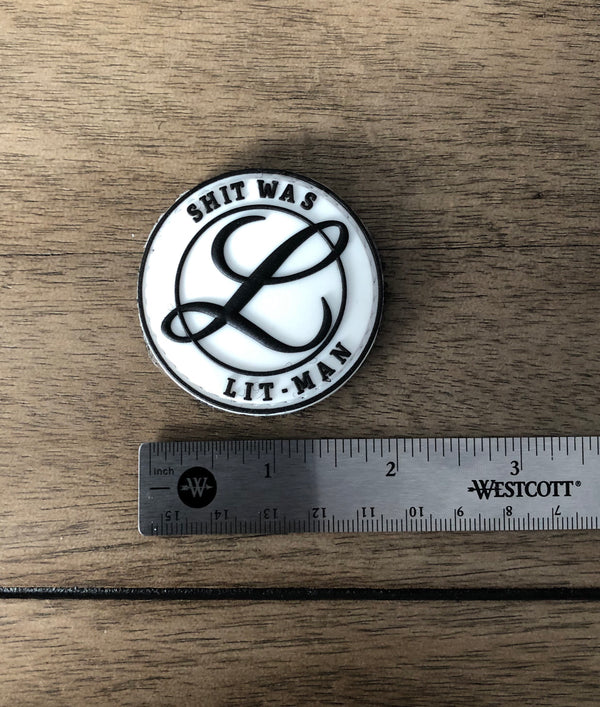 SHIT WAS
L
LIT-MAN
1 2 3
inch
W
WESTCOTT®
15 14 13 12 11 10 9 8 7